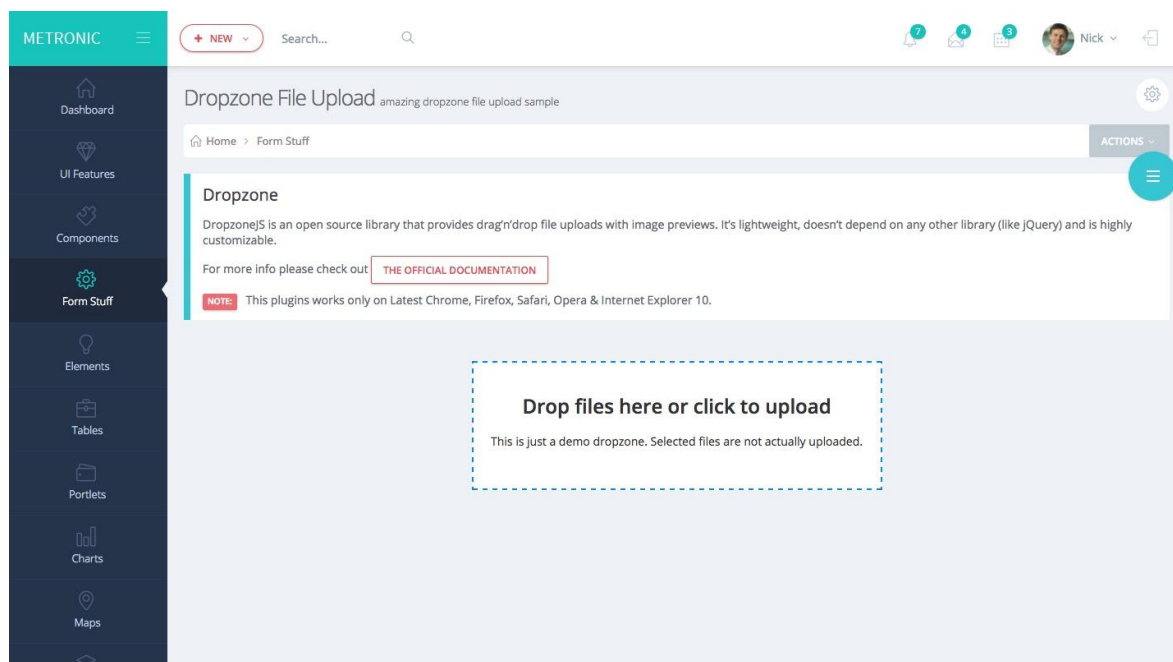 METRONIC
+ NEW
Search...
7
4
3
Nick
Dashboard
UI Features
Components
Form Stuff
Elements
Tables
Portlets
Charts
Maps
Dropzone File Upload amazing dropzone file upload sample
Home > Form Stuff
ACTIONS
Dropzone
DropzoneJS is an open source library that provides drag'n'drop file uploads with image previews. It's lightweight, doesn't depend on any other library (like jQuery) and is highly
customizable.
For more info please check out THE OFFICIAL DOCUMENTATION
NOTE: This plugins works only on Latest Chrome, Firefox, Safari, Opera & Internet Explorer 10.
Drop files here or click to upload
This is just a demo dropzone. Selected files are not actually uploaded.